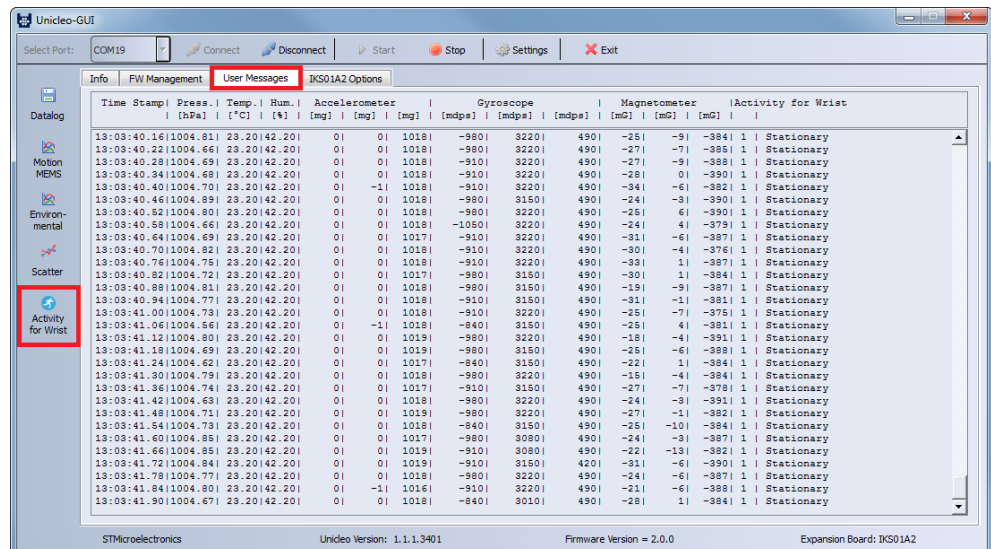 Unicleo-GUI
Select Port: COM19 Connect Disconnect Start Stop Settings Exit
Info FW Management User Messages IKS01A2 Options
Datalog
Motion MEMS
Environ-mental
Scatter
Activity for Wrist
Time Stamp| Press.| Temp.| Hum.| Accelerometer | Gyroscope | Magnetometer |Activity for Wrist
| [hPa] | [°C] | [%] | [mg] | [mg] | [mg] | [mdps] | [mdps] | [mdps] | [mG] | [mG] | [mG] | |
13:03:40.16|1004.81| 23.20|42.20| 0| 0| 1018| -980| 3220| 490| -25| -9| -384| 1 | Stationary
13:03:40.22|1004.66| 23.20|42.20| 0| 0| 1018| -980| 3220| 490| -27| -7| -385| 1 | Stationary
13:03:40.28|1004.69| 23.20|42.20| 0| 0| 1018| -910| 3220| 490| -27| -9| -388| 1 | Stationary
13:03:40.34|1004.68| 23.20|42.20| 0| 0| 1018| -910| 3220| 490| -28| 0| -390| 1 | Stationary
13:03:40.40|1004.70| 23.20|42.20| 0| -1| 1018| -910| 3220| 490| -34| -6| -382| 1 | Stationary
13:03:40.46|1004.89| 23.20|42.20| 0| 0| 1018| -980| 3150| 490| -24| -3| -390| 1 | Stationary
13:03:40.52|1004.80| 23.20|42.20| 0| 0| 1018| -980| 3220| 490| -25| 6| -390| 1 | Stationary
13:03:40.58|1004.66| 23.20|42.20| 0| 0| 1018| -1050| 3220| 490| -24| 4| -379| 1 | Stationary
13:03:40.64|1004.69| 23.20|42.20| 0| 0| 1017| -910| 3220| 490| -31| -6| -387| 1 | Stationary
13:03:40.70|1004.82| 23.20|42.20| 0| 0| 1018| -910| 3220| 490| -30| -4| -376| 1 | Stationary
13:03:40.76|1004.75| 23.20|42.20| 0| 0| 1018| -910| 3220| 490| -33| 1| -387| 1 | Stationary
13:03:40.82|1004.72| 23.20|42.20| 0| 0| 1017| -980| 3150| 490| -30| 1| -384| 1 | Stationary
13:03:40.88|1004.81| 23.20|42.20| 0| 0| 1018| -980| 3150| 490| -19| -9| -387| 1 | Stationary
13:03:40.94|1004.77| 23.20|42.20| 0| 0| 1018| -910| 3150| 490| -31| -1| -381| 1 | Stationary
13:03:41.00|1004.73| 23.20|42.20| 0| 0| 1018| -910| 3220| 490| -25| -7| -375| 1 | Stationary
13:03:41.06|1004.56| 23.20|42.20| 0| -1| 1018| -840| 3150| 490| -25| 4| -381| 1 | Stationary
13:03:41.12|1004.80| 23.20|42.20| 0| 0| 1019| -980| 3220| 490| -18| -4| -391| 1 | Stationary
13:03:41.18|1004.69| 23.20|42.20| 0| 0| 1019| -980| 3150| 490| -25| -6| -388| 1 | Stationary
13:03:41.24|1004.62| 23.20|42.20| 0| 0| 1017| -840| 3150| 490| -22| 1| -384| 1 | Stationary
13:03:41.30|1004.79| 23.20|42.20| 0| 0| 1018| -980| 3220| 490| -15| -4| -384| 1 | Stationary
13:03:41.36|1004.74| 23.20|42.20| 0| 0| 1017| -910| 3150| 490| -27| -7| -378| 1 | Stationary
13:03:41.42|1004.63| 23.20|42.20| 0| 0| 1018| -980| 3220| 490| -24| -3| -391| 1 | Stationary
13:03:41.48|1004.71| 23.20|42.20| 0| 0| 1019| -980| 3220| 490| -27| -1| -382| 1 | Stationary
13:03:41.54|1004.73| 23.20|42.20| 0| 0| 1018| -840| 3150| 490| -25| -10| -384| 1 | Stationary
13:03:41.60|1004.85| 23.20|42.20| 0| 0| 1017| -980| 3080| 490| -24| -3| -387| 1 | Stationary
13:03:41.66|1004.85| 23.20|42.20| 0| 0| 1019| -910| 3080| 490| -22| -13| -382| 1 | Stationary
13:03:41.72|1004.84| 23.20|42.20| 0| 0| 1019| -910| 3150| 420| -31| -6| -390| 1 | Stationary
13:03:41.78|1004.77| 23.20|42.20| 0| 0| 1018| -980| 3220| 490| -24| -6| -387| 1 | Stationary
13:03:41.84|1004.80| 23.20|42.20| 0| -1| 1016| -910| 3220| 490| -21| -6| -388| 1 | Stationary
13:03:41.90|1004.67| 23.20|42.20| 0| 0| 1018| -840| 3010| 490| -28| 1| -384| 1 | Stationary
STMicroelectronics Unicleo Version: 1.1.1.3401 Firmware Version = 2.0.0 Expansion Board: IKS01A2